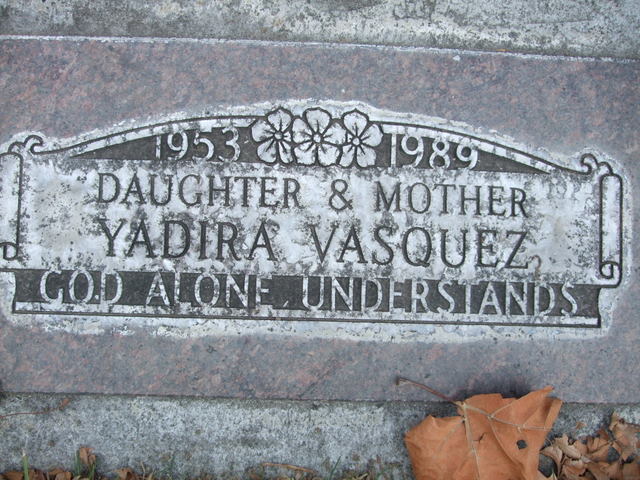 1953 1989
DAUGHTER & MOTHER
YADIRA VASQUEZ
GOD ALONE UNDERSTANDS